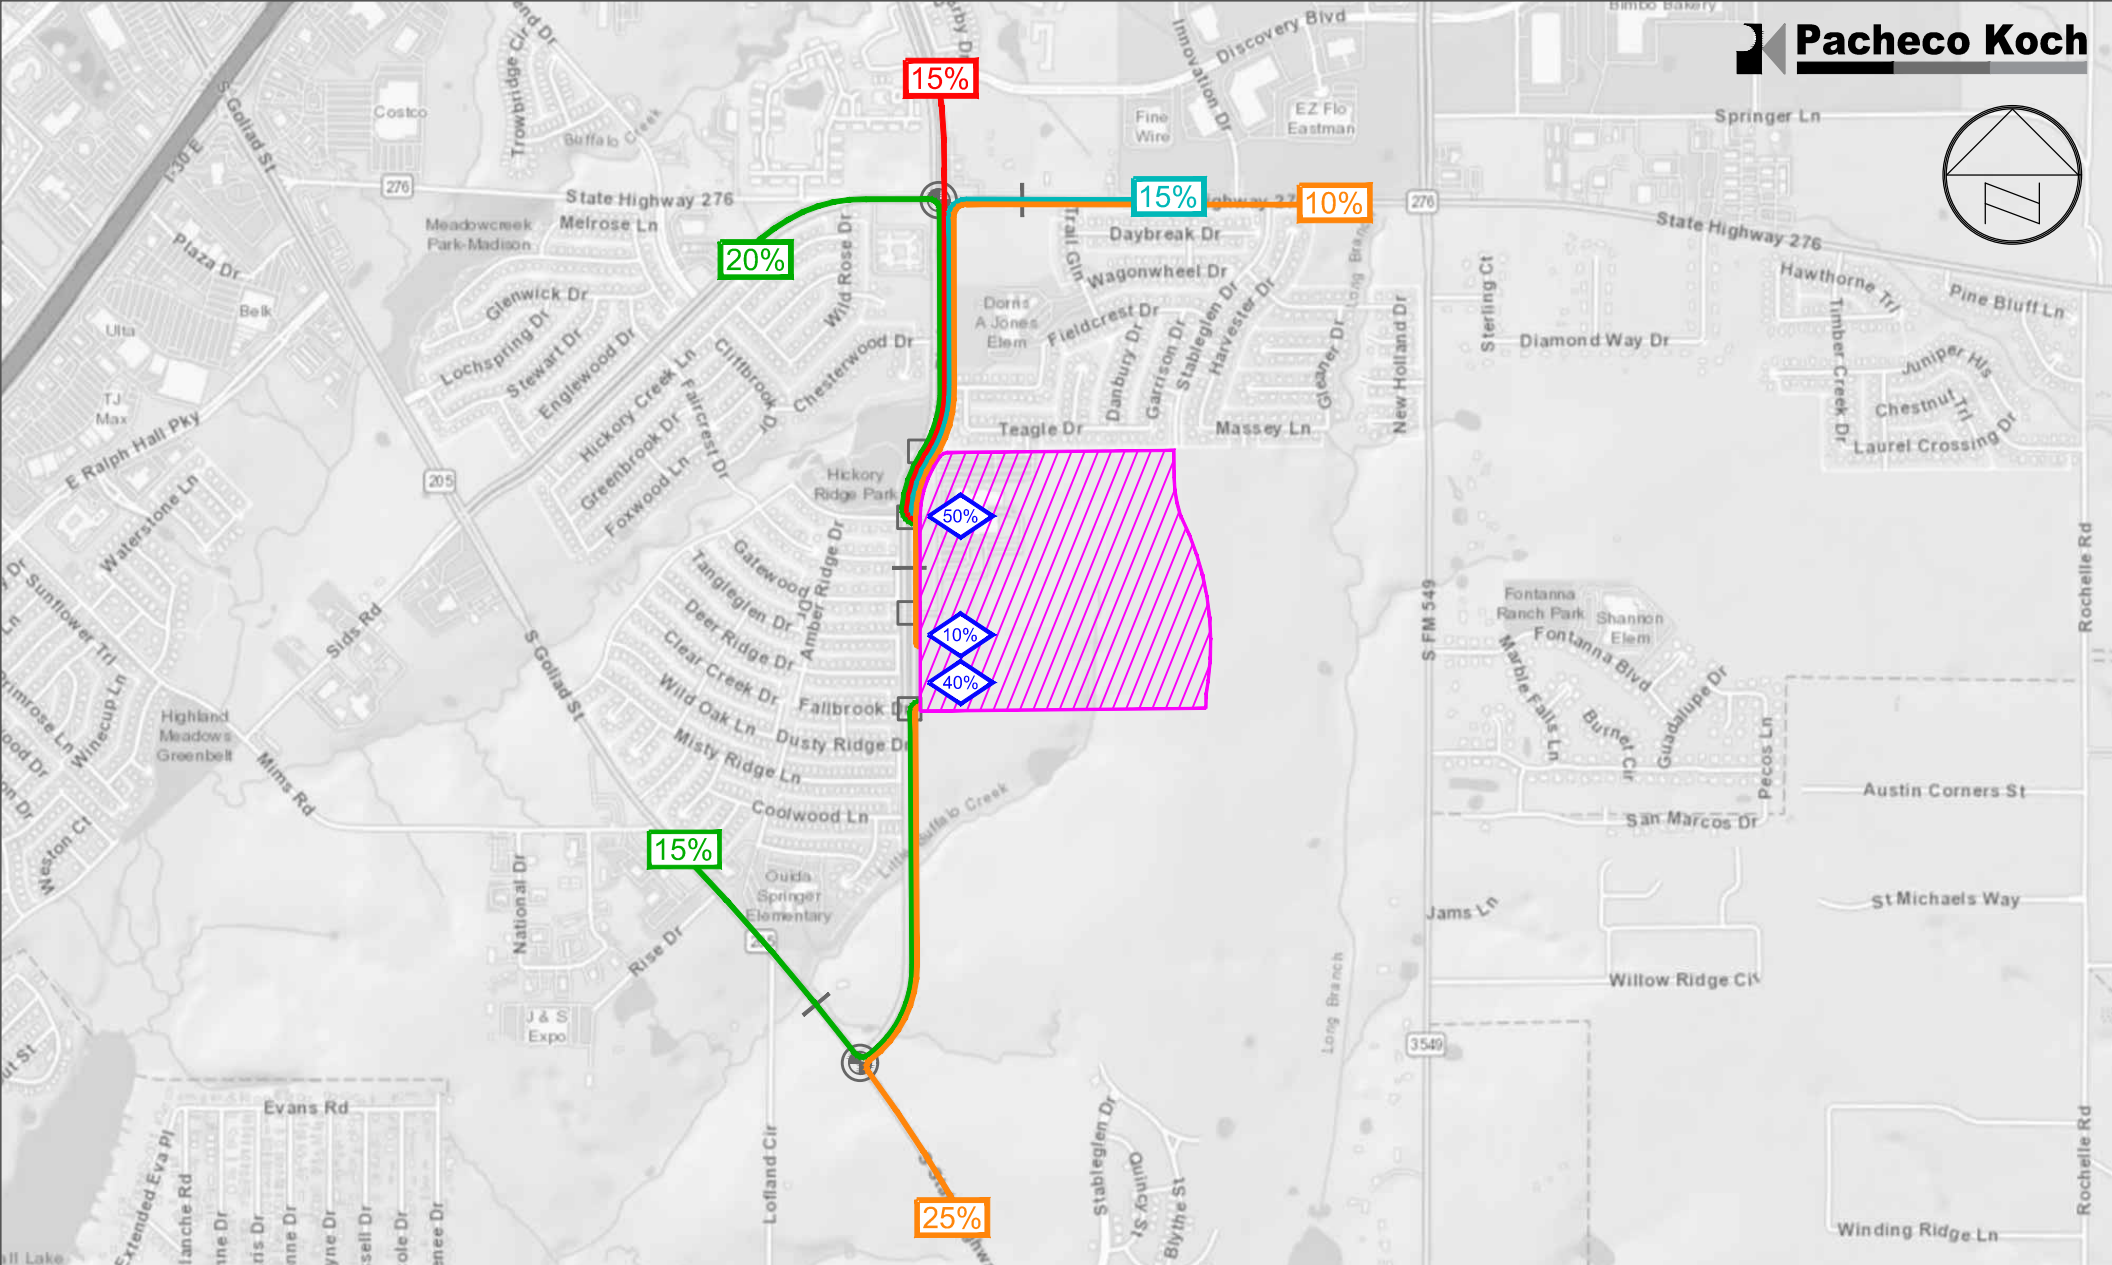 Bimbo Bakery
Pacheco Koch
15%
Discovery Blvd
Innovation Dr
Trowbridge Cir
S Goliad St
Costco
Buffalo Creek
Fine
Wire
EZ Flo
Eastman
Springer Ln
I-30 E
276
State Highway 276
15%
10%
276
Meadowcreek
Park-Madison
Melrose Ln
State Highway 276
Plaza Dr
20%
Wild Rose Dr
Trail Gln
Daybreak Dr
Wagonwheel Dr
Long Branch
Sterling Ct
Hawthorne Trl
Pine Bluff Ln
Glenwick Dr
Belk
Ulta
Lochspring Dr
Stewart Dr
Englewood Dr
Hickory Creek Ln
Cliffbrook Dr
Chesterwood Dr
Dorris
A Jones
Elem
Fieldcrest Dr
Danbury Dr
Garrison Dr
Stableglen Dr
Harvester Dr
Gleaner Dr
New Holland Dr
Diamond Way Dr
Timber Creek Dr
Juniper Hls
Chestnut Trl
Laurel Crossing Dr
TJ
Max
E Ralph Hall Pky
Greenbrook Dr
Faircrest Dr
Foxwood Ln
Teagle Dr
Massey Ln
205
Hickory
Ridge Park
50%
Waterstone Ln
Gatewood Dr
Amber Ridge Dr
Tangleglen Dr
Deer Ridge Dr
Clear Creek Dr
Wild Oak Ln
Misty Ridge Ln
Fallbrook Dr
Dusty Ridge Dr
Coolwood Ln
10%
40%
Sunflower Trl
Sids Rd
S Goliad St
S FM 549
Rochelle Rd
Fontanna
Ranch Park
Shannon
Elem
Fontanna Blvd
Marble Falls Ln
Burnet Cir
Guadalupe Dr
Pecos Ln
Primrose Ln
Winecup Ln
Highland
Meadows
Greenbelt
Mims Rd
Weston Ct
Little Buffalo Creek
San Marcos Dr
Austin Corners St
15%
Ouida
Springer
Elementary
National Dr
Rise Dr
J & S
Expo
Jams Ln
St Michaels Way
Willow Ridge Cir
Long Branch
3549
Evans Rd
Extended Eva Pl
Lofland Cir
25%
Stableglen Dr
Quincy St
Blythe St
Rochelle Rd
Winding Ridge Ln